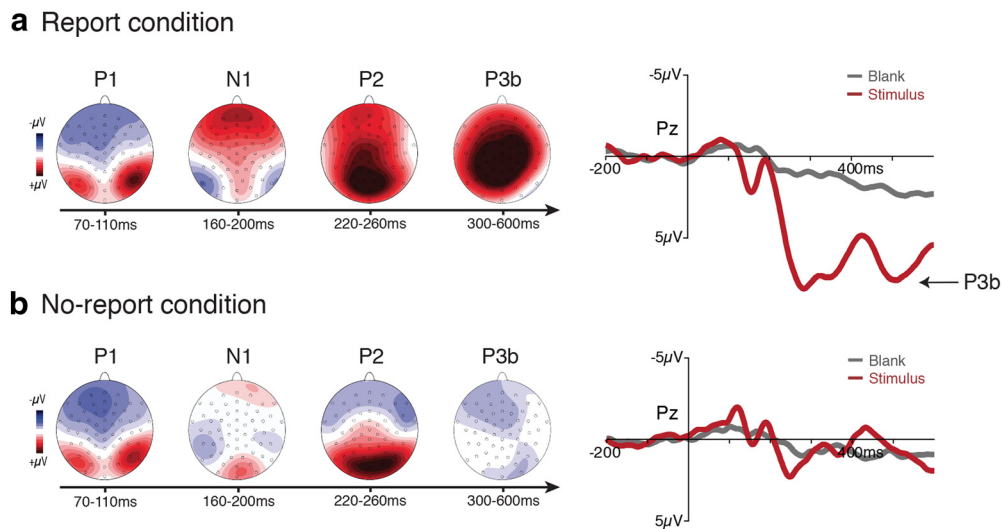 a Report condition
P1 N1 P2 P3b
-µV
+µV
70-110ms 160-200ms 220-260ms 300-600ms
-5µV
Blank
Stimulus
Pz
-200 400ms
5µV
P3b
b No-report condition
P1 N1 P2 P3b
-µV
+µV
70-110ms 160-200ms 220-260ms 300-600ms
-5µV
Blank
Stimulus
Pz
-200 400ms
5µV